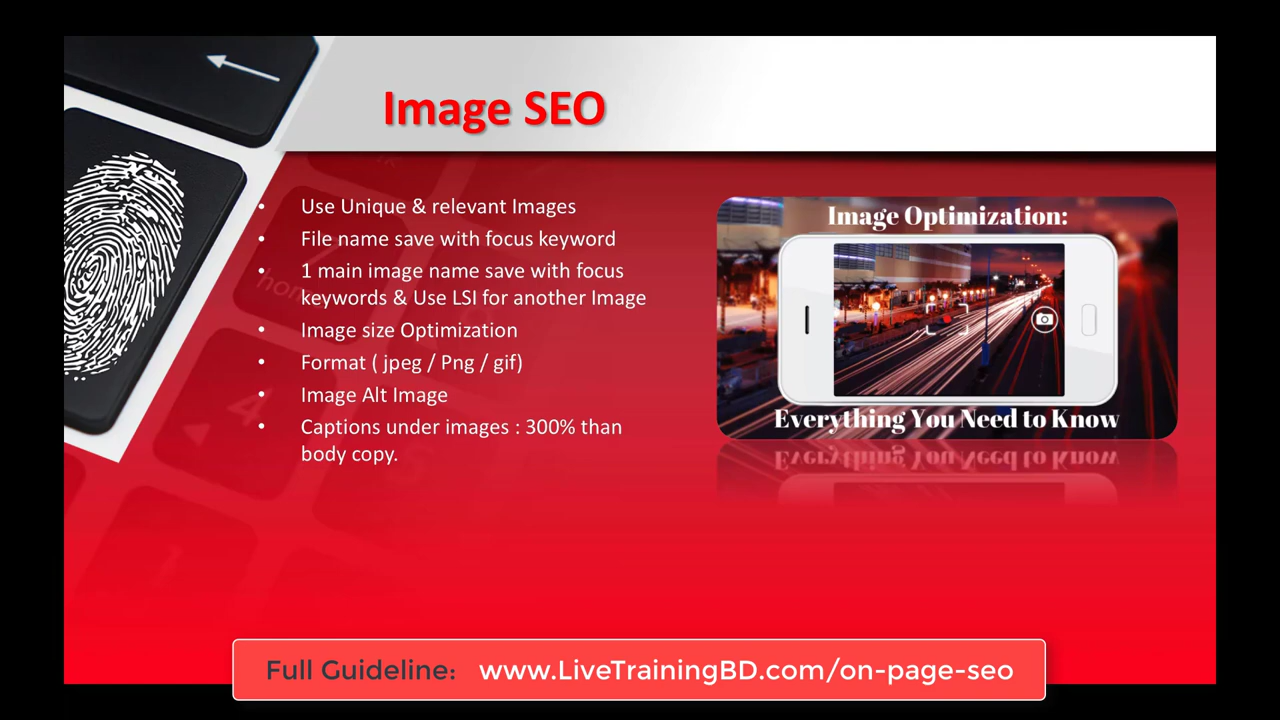 Image SEO
• Use Unique & relevant Images
• File name save with focus keyword
• 1 main image name save with focus
keywords & Use LSI for another Image
• Image size Optimization
• Format ( jpeg / Png / gif)
• Image Alt Image
• Captions under images : 300% than
body copy.
Image Optimization:
Everything You Need to Know
Full Guideline: www.LiveTrainingBD.com/on-page-seo